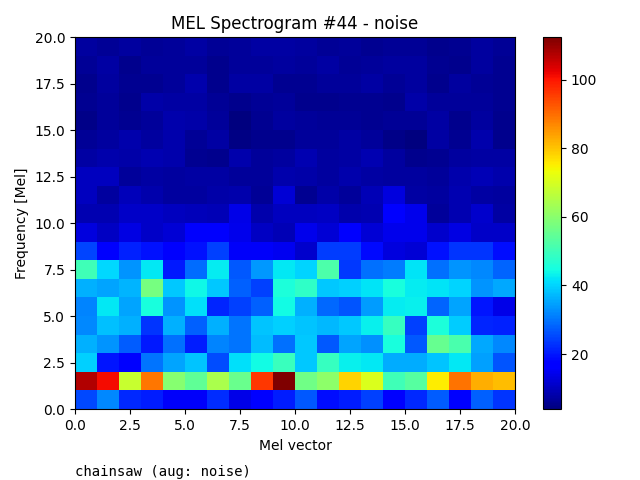 MEL Spectrogram #44 - noise
20.0
17.5
15.0
12.5
10.0
7.5
5.0
2.5
0.0
Frequency [Mel]
0.0 2.5 5.0 7.5 10.0 12.5 15.0 17.5 20.0
Mel vector
100
80
60
40
20
chainsaw (aug: noise)